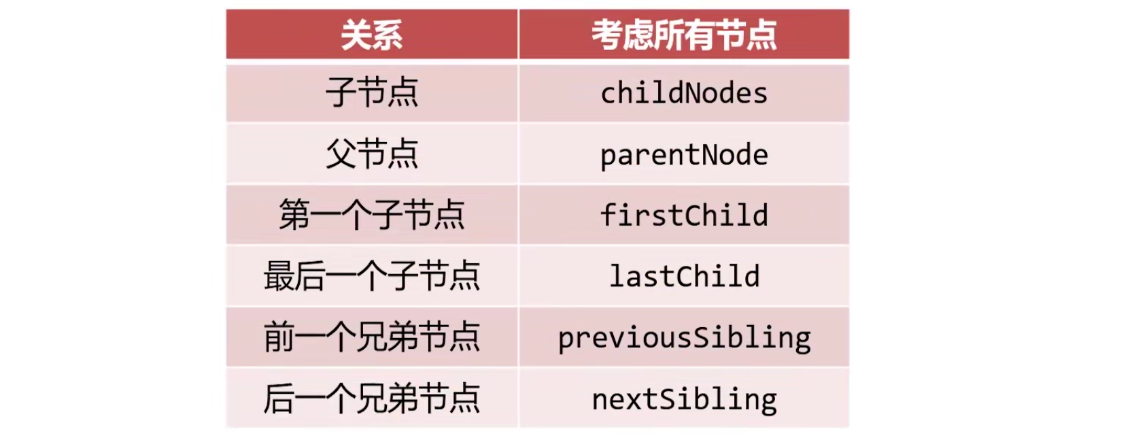 关系 考虑所有节点
子节点 childNodes
父节点 parentNode
第一个子节点 firstChild
最后一个子节点 lastChild
前一个兄弟节点 previousSibling
后一个兄弟节点 nextSibling